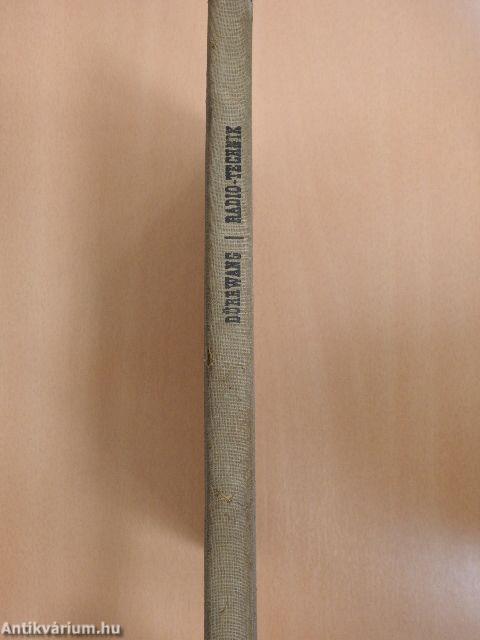 DÜRRWANG | RADIO-TECHNIK
Antikvárium.hu